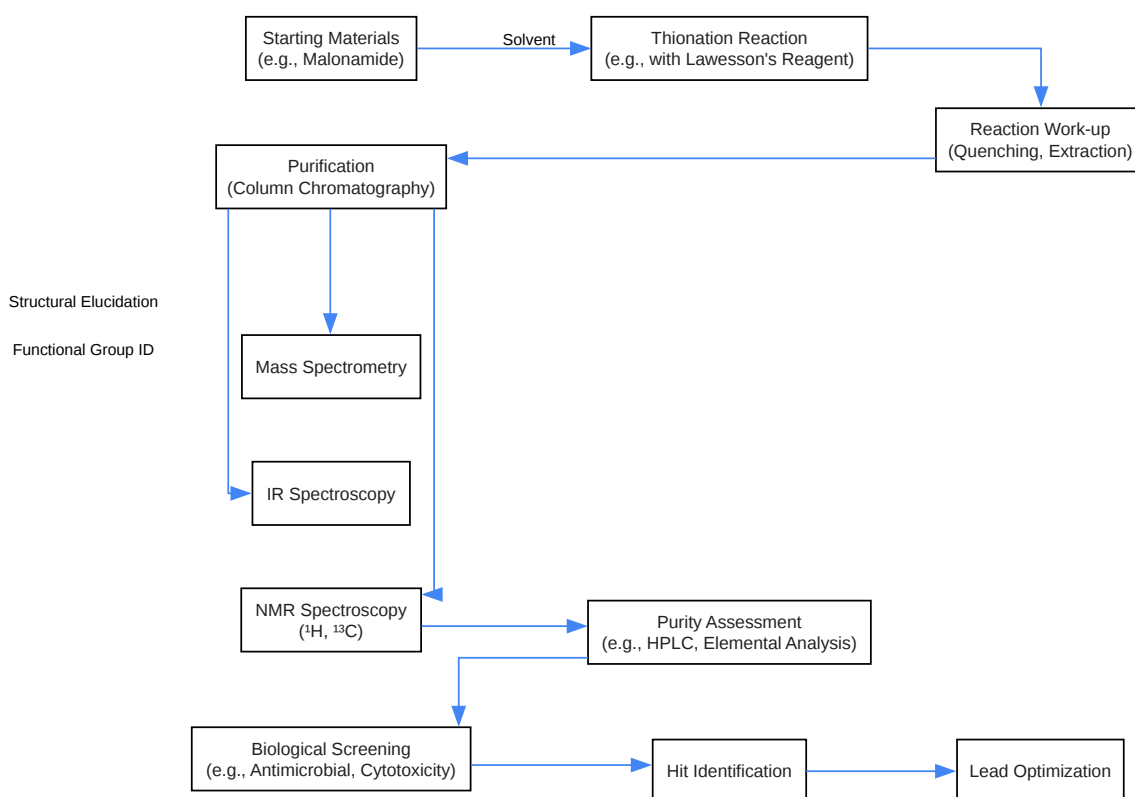 Starting Materials
(e.g., Malonamide)
Solvent
Thionation Reaction
(e.g., with Lawesson's Reagent)
Reaction Work-up
(Quenching, Extraction)
Purification
(Column Chromatography)
Structural Elucidation
Functional Group ID
Mass Spectrometry
IR Spectroscopy
NMR Spectroscopy
(¹H, ¹³C)
Purity Assessment
(e.g., HPLC, Elemental Analysis)
Biological Screening
(e.g., Antimicrobial, Cytotoxicity)
Hit Identification
Lead Optimization